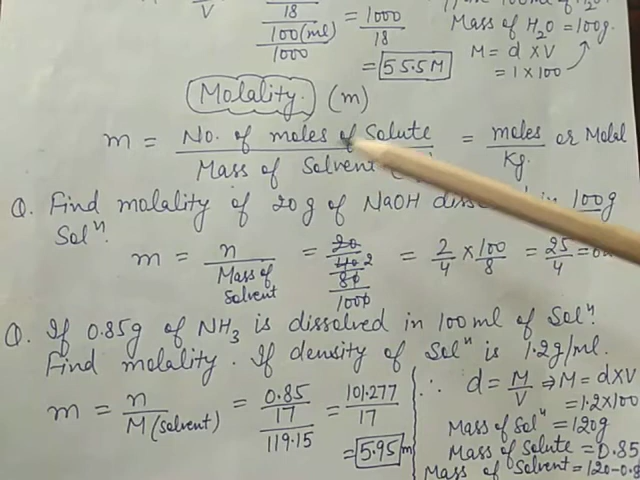 V
18
100(ml)
1000
= 1000
18
= 55.5M
Mass of H₂O = 100g.
M = d×V
= 1×100
Molality. (m)
m = No. of moles of Solute = moles or Molal
Mass of Solvent Kg.
Q. Find molality of 20g of NaOH in 100g
Solⁿ.
m = n = 20 = 2 × 100 = 25 =
Mass of Solvent 40 2 4 8 4
80
1000
Q. If 0.85g of NH₃ is dissolved in 100ml of Solⁿ.
Find molality. If density of Solⁿ is 1.2g/ml.
m = n = 0.85 = 101.277
M(solvent) 17 17
119.15
= 5.95 m
∴ d = M ⇒ M = d×V
V = 1.2×100
Mass of Solⁿ = 120g
Mass of Solute = 0.85
Mass of Solvent = 120-0.8